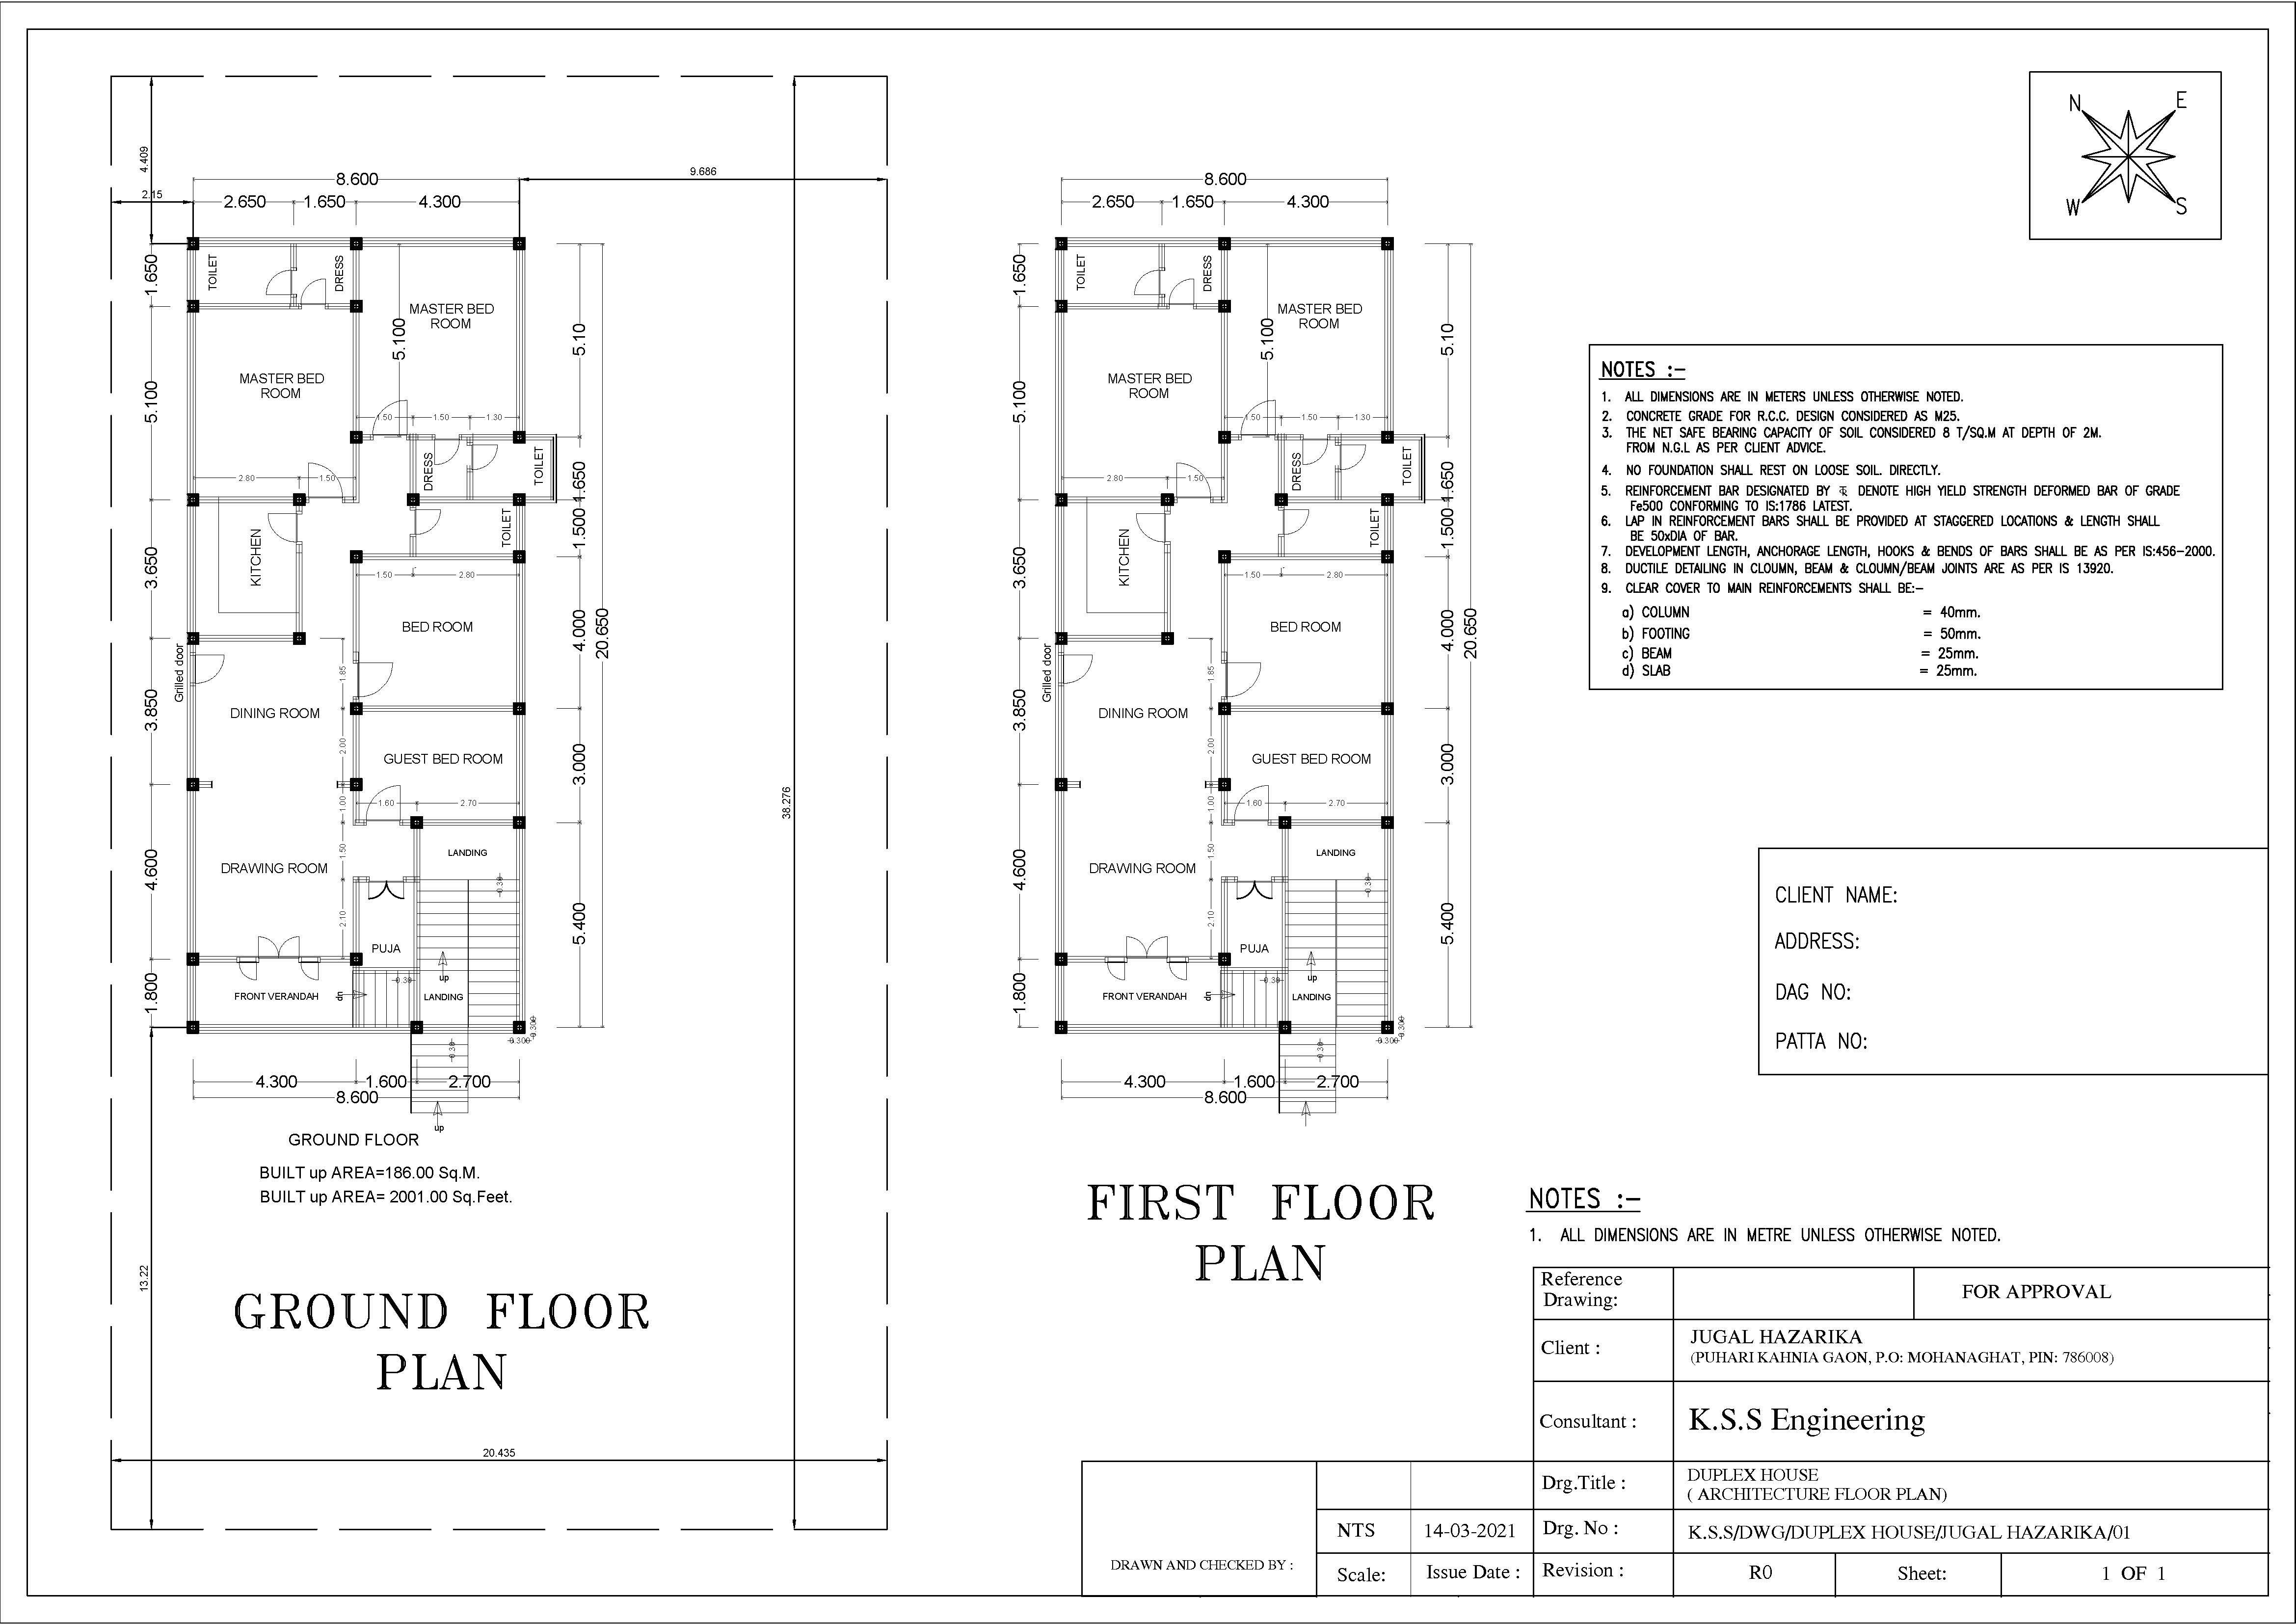 4.409
2.15
8.600
2.650
1.650
4.300
9.686
1.650
5.100
3.650
3.850
4.600
1.800
TOILET
DRESS
MASTER BED
ROOM
5.100
MASTER BED
ROOM
1.50
1.50
1.30
2.80
1.50
DRESS
TOILET
KITCHEN
TOILET
1.50
2.80
BED ROOM
Grilled door
1.85
DINING ROOM
2.00
GUEST BED ROOM
1.00
1.60
2.70
DRAWING ROOM
1.50
LANDING
0.30
2.10
PUJA
up
0.30
FRONT VERANDAH
dn
LANDING
0.300
0.300
0.30
5.10
1.650
1.500
4.000
20.650
3.000
5.400
4.300
1.600
2.700
8.600
up
GROUND FLOOR
BUILT up AREA=186.00 Sq.M.
BUILT up AREA= 2001.00 Sq.Feet.
38.276
13.22
GROUND FLOOR
PLAN
20.435
8.600
2.650
1.650
4.300
1.650
5.100
3.650
3.850
4.600
1.800
TOILET
DRESS
MASTER BED
ROOM
5.100
MASTER BED
ROOM
1.50
1.50
1.30
2.80
1.50
DRESS
TOILET
KITCHEN
TOILET
1.50
2.80
BED ROOM
Grilled door
1.85
DINING ROOM
2.00
GUEST BED ROOM
1.00
1.60
2.70
DRAWING ROOM
1.50
LANDING
0.30
2.10
PUJA
up
0.30
FRONT VERANDAH
dn
LANDING
0.300
0.300
0.30
5.10
1.650
1.500
4.000
20.650
3.000
5.400
4.300
1.600
2.700
8.600
FIRST FLOOR
PLAN
N E
W S
NOTES :-
1. ALL DIMENSIONS ARE IN METERS UNLESS OTHERWISE NOTED.
2. CONCRETE GRADE FOR R.C.C. DESIGN CONSIDERED AS M25.
3. THE NET SAFE BEARING CAPACITY OF SOIL CONSIDERED 8 T/SQ.M AT DEPTH OF 2M.
FROM N.G.L AS PER CLIENT ADVICE.
4. NO FOUNDATION SHALL REST ON LOOSE SOIL. DIRECTLY.
5. REINFORCEMENT BAR DESIGNATED BY DENOTE HIGH YIELD STRENGTH DEFORMED BAR OF GRADE
Fe500 CONFORMING TO IS:1786 LATEST.
6. LAP IN REINFORCEMENT BARS SHALL BE PROVIDED AT STAGGERED LOCATIONS & LENGTH SHALL
BE 50xDIA OF BAR.
7. DEVELOPMENT LENGTH, ANCHORAGE LENGTH, HOOKS & BENDS OF BARS SHALL BE AS PER IS:456-2000.
8. DUCTILE DETAILING IN CLOUMN, BEAM & CLOUMN/BEAM JOINTS ARE AS PER IS 13920.
9. CLEAR COVER TO MAIN REINFORCEMENTS SHALL BE:-
a) COLUMN = 40mm.
b) FOOTING = 50mm.
c) BEAM = 25mm.
d) SLAB = 25mm.
CLIENT NAME:
ADDRESS:
DAG NO:
PATTA NO:
NOTES :-
1. ALL DIMENSIONS ARE IN METRE UNLESS OTHERWISE NOTED.
Reference
Drawing:
FOR APPROVAL
Client :
JUGAL HAZARIKA
(PUHARI KAHNIA GAON, P.O: MOHANAGHAT, PIN: 786008)
Consultant :
K.S.S Engineering
Drg.Title :
DUPLEX HOUSE
( ARCHITECTURE FLOOR PLAN)
NTS
14-03-2021
Drg. No :
K.S.S/DWG/DUPLEX HOUSE/JUGAL HAZARIKA/01
DRAWN AND CHECKED BY :
Scale:
Issue Date :
Revision :
R0
Sheet:
1 OF 1